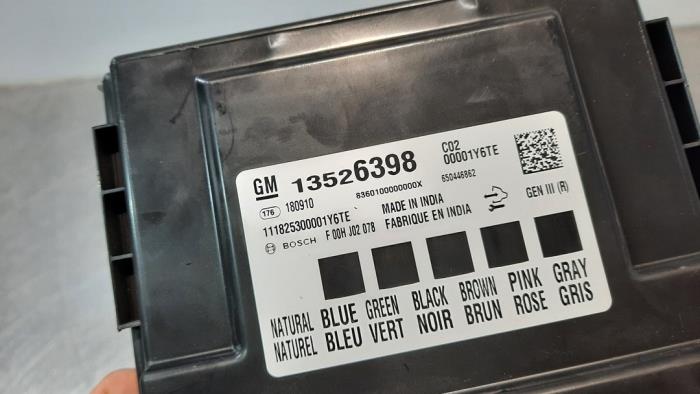 GM 13526398 C02
00001Y6TE
176 180910 8360100000000X 650446862
111825300001Y6TE MADE IN INDIA GEN III (R)
BOSCH F 00H J02 078 FABRIQUE EN INDIA
NATURAL BLUE GREEN BLACK BROWN PINK GRAY
NATUREL BLEU VERT NOIR BRUN ROSE GRIS